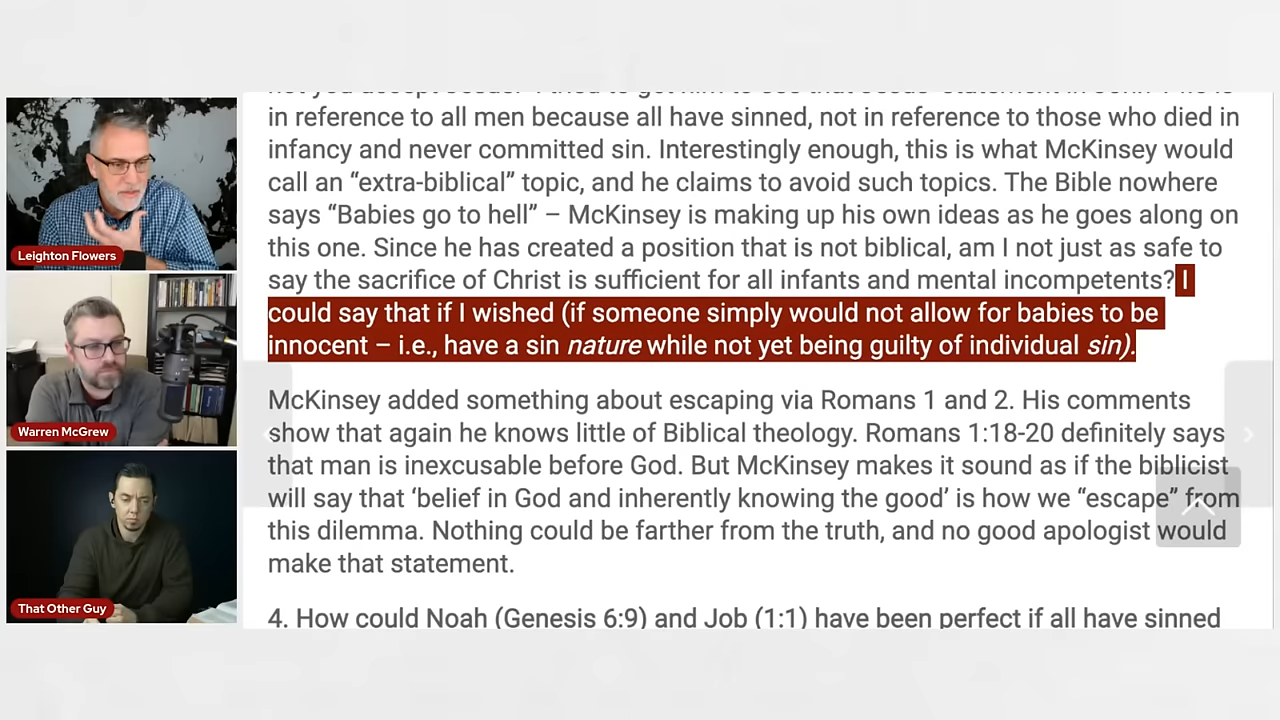 Leighton Flowers
Warren McGrew
That Other Guy
in reference to all men because all have sinned, not in reference to those who died in
infancy and never committed sin. Interestingly enough, this is what McKinsey would
call an “extra-biblical” topic, and he claims to avoid such topics. The Bible nowhere
says “Babies go to hell” – McKinsey is making up his own ideas as he goes along on
this one. Since he has created a position that is not biblical, am I not just as safe to
say the sacrifice of Christ is sufficient for all infants and mental incompetents? I
could say that if I wished (if someone simply would not allow for babies to be
innocent – i.e., have a sin nature while not yet being guilty of individual sin).
McKinsey added something about escaping via Romans 1 and 2. His comments
show that again he knows little of Biblical theology. Romans 1:18-20 definitely says
that man is inexcusable before God. But McKinsey makes it sound as if the biblicist
will say that ‘belief in God and inherently knowing the good’ is how we “escape” from
this dilemma. Nothing could be farther from the truth, and no good apologist would
make that statement.
4. How could Noah (Genesis 6:9) and Job (1:1) have been perfect if all have sinned